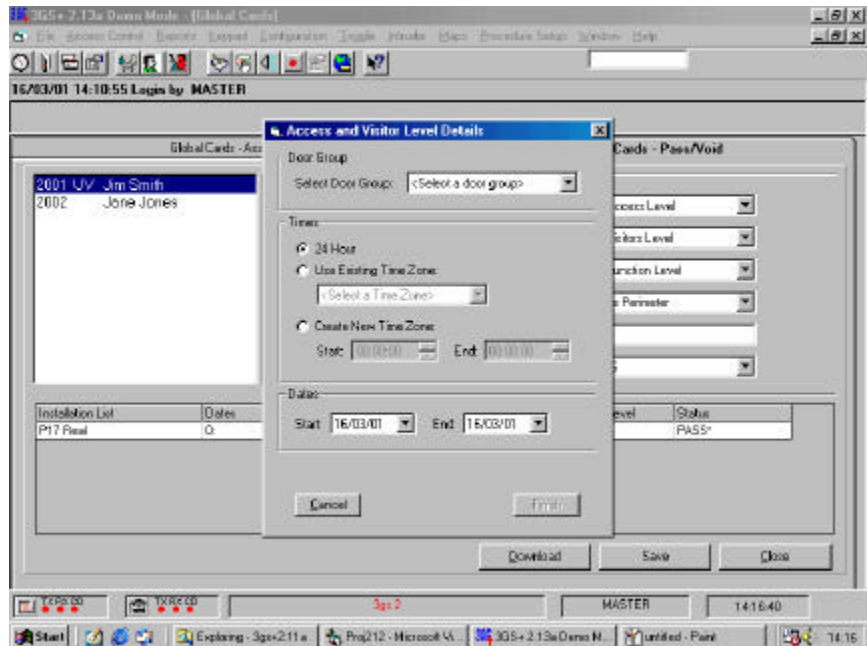 3GS+ 2.13a Demo Mode - [Global Cards]
File Access Control Reports Keypad Configuration Toggle Intruder Maps Procedure Setup Window Help
16/03/01 14:10:55 Login by MASTER
Access and Visitor Level Details
Global Cards - Acc
Cards - Pass/Void
Door Group
Select Door Group: <Select a door group>
2001 UV Jim Smith
2002 Jane Jones
Access Level
Times
24 Hour
Visitors Level
Use Existing Time Zone:
Function Level
<Select a Time Zone>
s Perimeter
Create New Time Zone:
Start: 00:00:00 End: 00:00:00
Dates
Installation List Dates
evel Status
Start: 16/03/01 End: 16/03/01
P17 Real 0:
PASS*
Cancel Finish
Download Save Close
TX RX CD TX RX CD 3gs 2 MASTER 14:16:40
Start Exploring - 3gs+2.11a Proj212 - Microsoft Vi... 3GS+ 2.13a Demo M... untitled - Paint 14:16